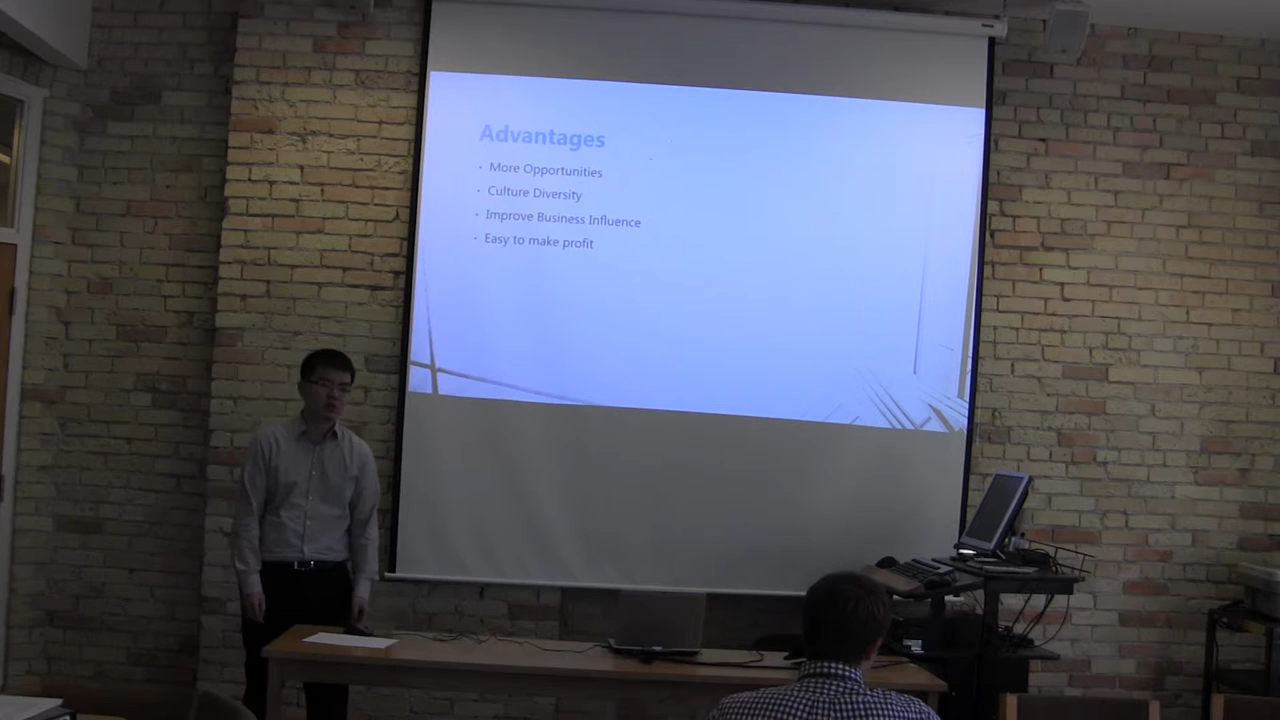 Advantages
· More Opportunities
· Culture Diversity
· Improve Business Influence
· Easy to make profit